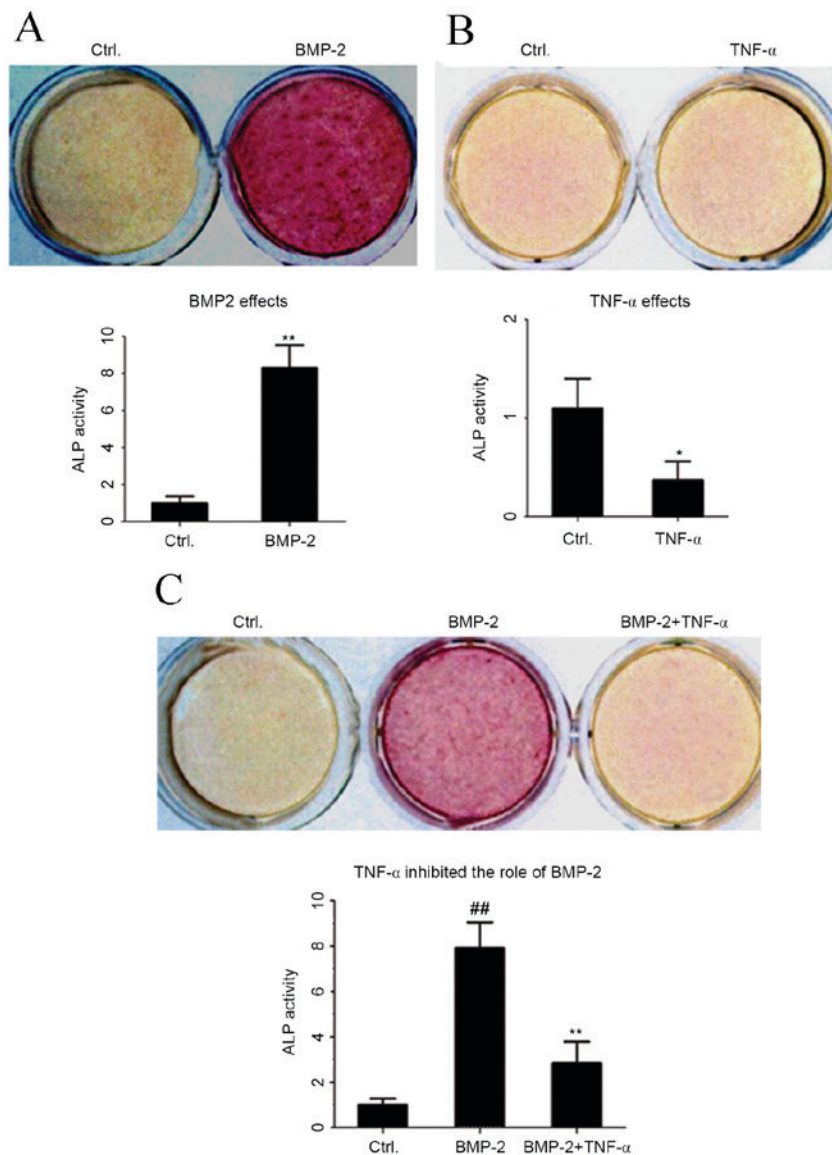 A
Ctrl. BMP-2
BMP2 effects
ALP activity
10
8
6
4
2
0
**
Ctrl. BMP-2
B
Ctrl. TNF-α
TNF-α effects
ALP activity
2
1
0
*
Ctrl. TNF-α
C
Ctrl. BMP-2 BMP-2+TNF-α
TNF-α inhibited the role of BMP-2
ALP activity
10
8
6
4
2
0
##
**
Ctrl. BMP-2 BMP-2+TNF-α